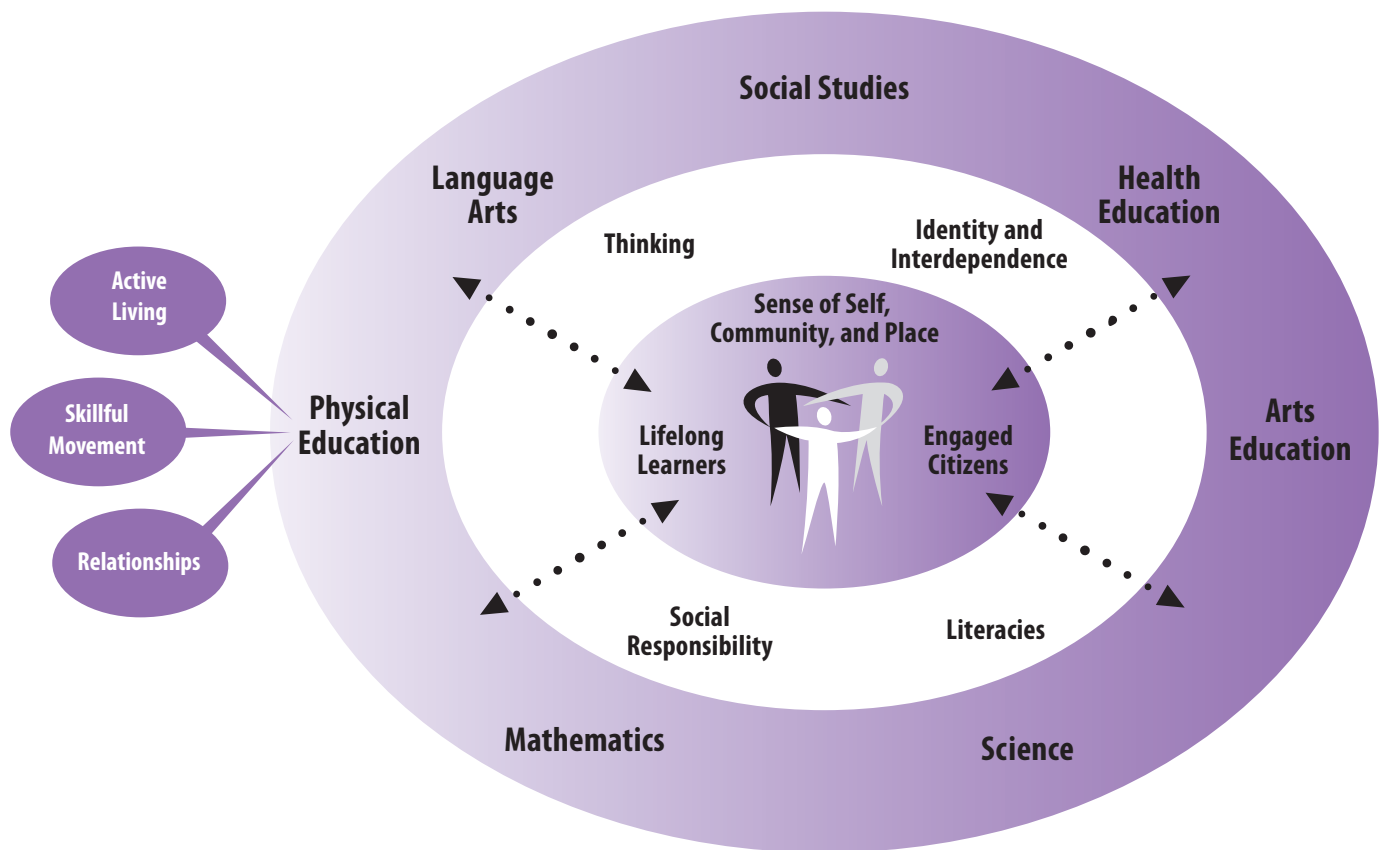 Social Studies
Language
Arts
Health
Education
Thinking
Identity and
Interdependence
Active
Living
Sense of Self,
Community, and Place
Skillful
Movement
Physical
Education
Lifelong
Learners
Engaged
Citizens
Arts
Education
Relationships
Social
Responsibility
Literacies
Mathematics
Science